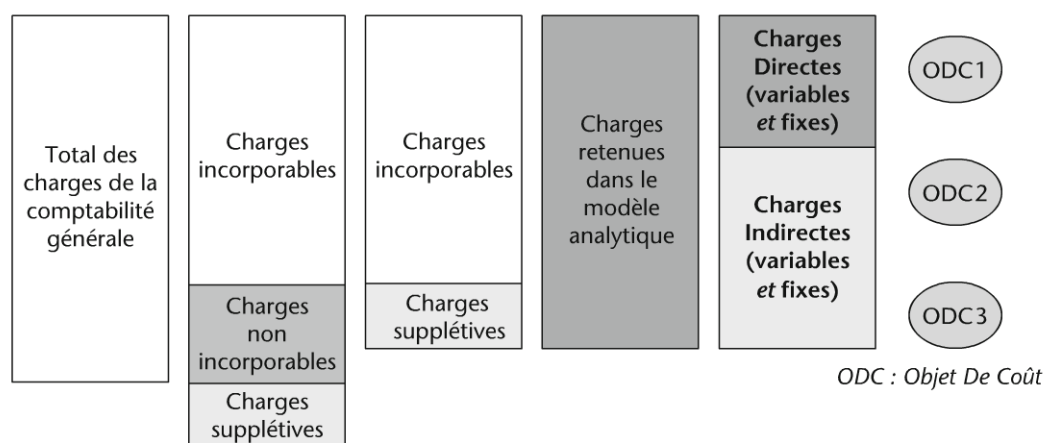 Total des
charges de la
comptabilité
générale
Charges
incorporables
Charges
non
incorporables
Charges
supplétives
Charges
incorporables
Charges
supplétives
Charges
retenues
dans le
modèle
analytique
Charges
Directes
(variables
et fixes)
Charges
Indirectes
(variables
et fixes)
ODC1
ODC2
ODC3
ODC : Objet De Coût